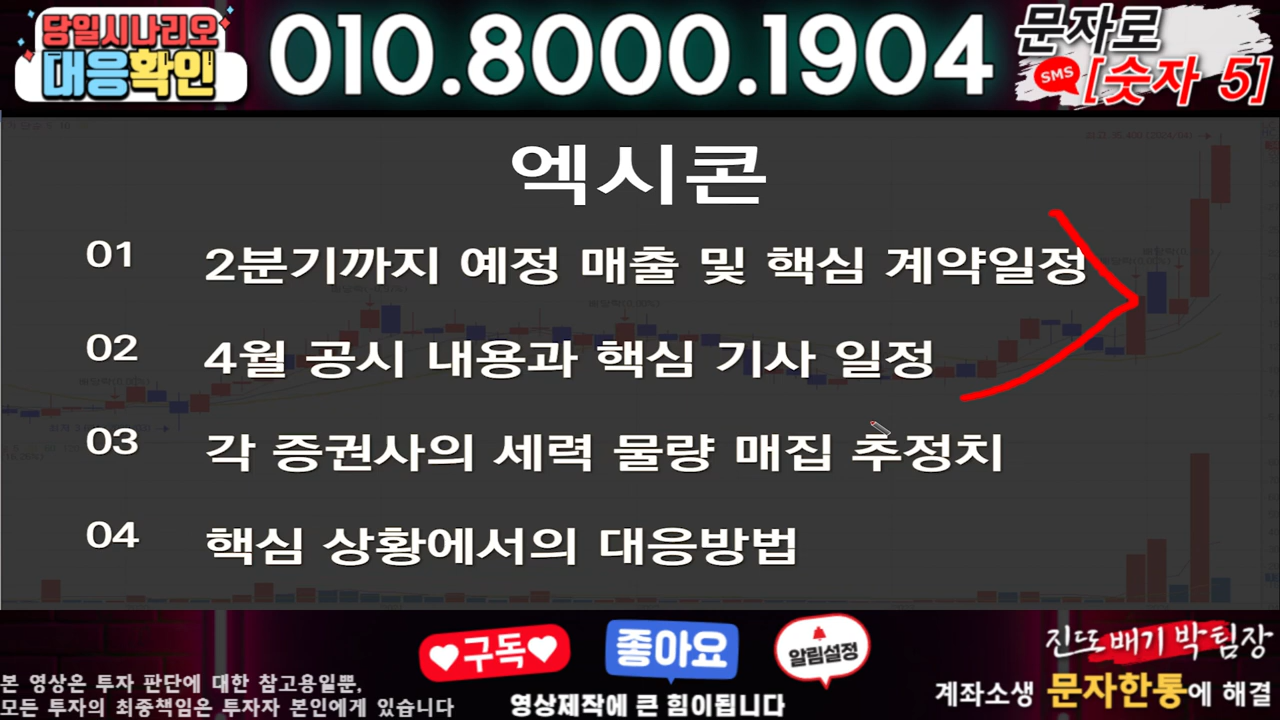 당일시나리오
대응확인
010.8000.1904
문자로
SMS [숫자 5]
엑시콘
01 2분기까지 예정 매출 및 핵심 계약일정
02 4월 공시 내용과 핵심 기사 일정
03 각 증권사의 세력 물량 매집 추정치
04 핵심 상황에서의 대응방법
구독
좋아요
알림설정
영상제작에 큰 힘이됩니다
본 영상은 투자 판단에 대한 참고용일뿐,
모든 투자의 최종책임은 투자자 본인에게 있습니다
진또배기 박팀장
계좌소생 문자한통에 해결